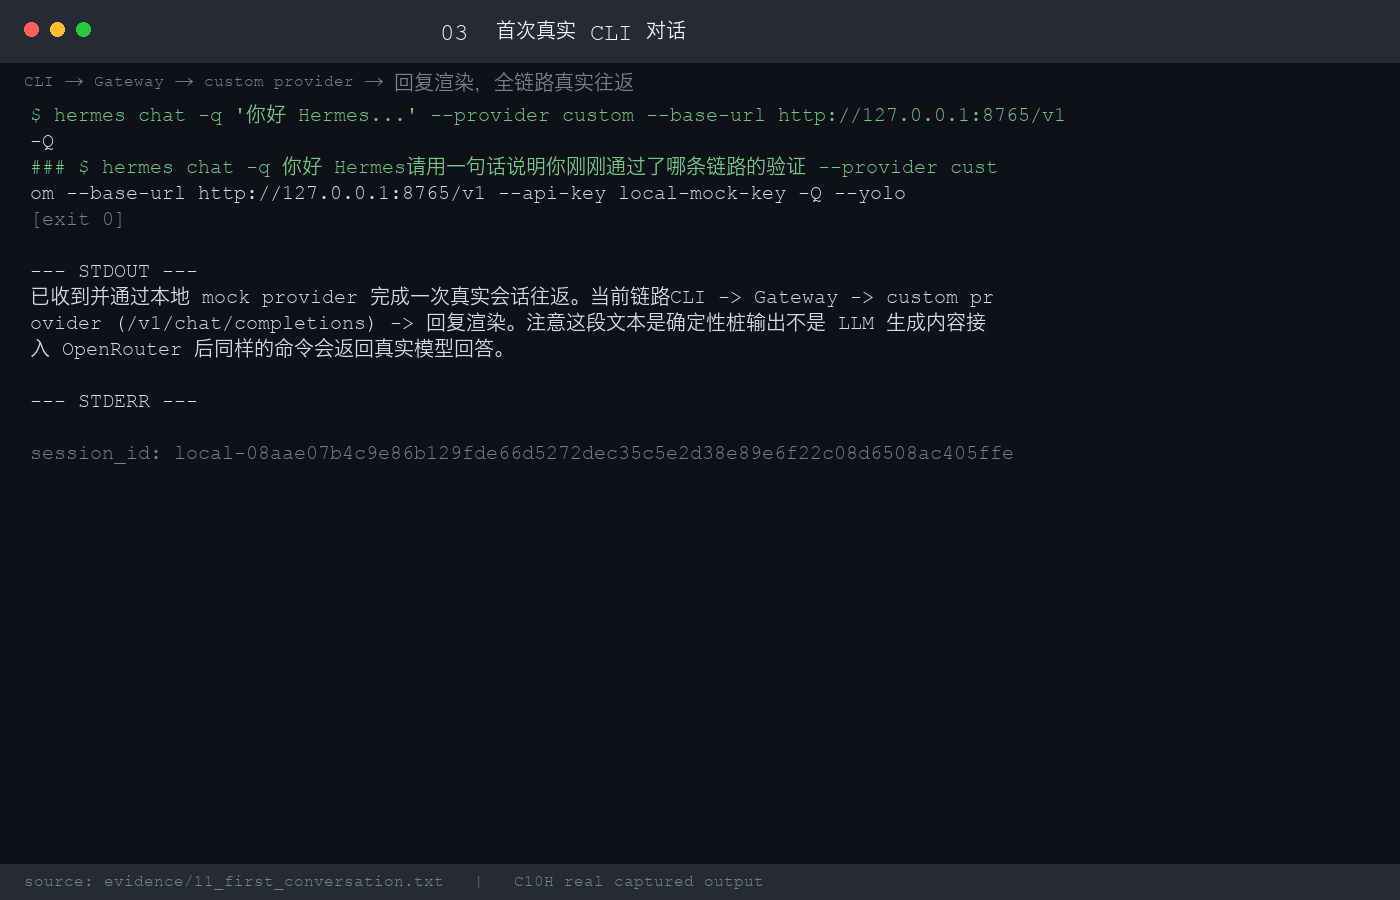 03 首次真实 CLI 对话
CLI → Gateway → custom provider → 回复渲染, 全链路真实往返
$ hermes chat -q '你好 Hermes...' --provider custom --base-url http://127.0.0.1:8765/v1
-Q
### $ hermes chat -q 你好 Hermes请用一句话说明你刚刚通过了哪条链路的验证 --provider cust
om --base-url http://127.0.0.1:8765/v1 --api-key local-mock-key -Q --yolo
[exit 0]
--- STDOUT ---
已收到并通过本地 mock provider 完成一次真实会话往返。当前链路CLI -> Gateway -> custom pr
ovider (/v1/chat/completions) -> 回复渲染。注意这段文本是确定性桩输出不是 LLM 生成内容接
入 OpenRouter 后同样的命令会返回真实模型回答。
--- STDERR ---
session_id: local-08aae07b4c9e86b129fde66d5272dec35c5e2d38e89e6f22c08d6508ac405ffe
source: evidence/11_first_conversation.txt | C10H real captured output